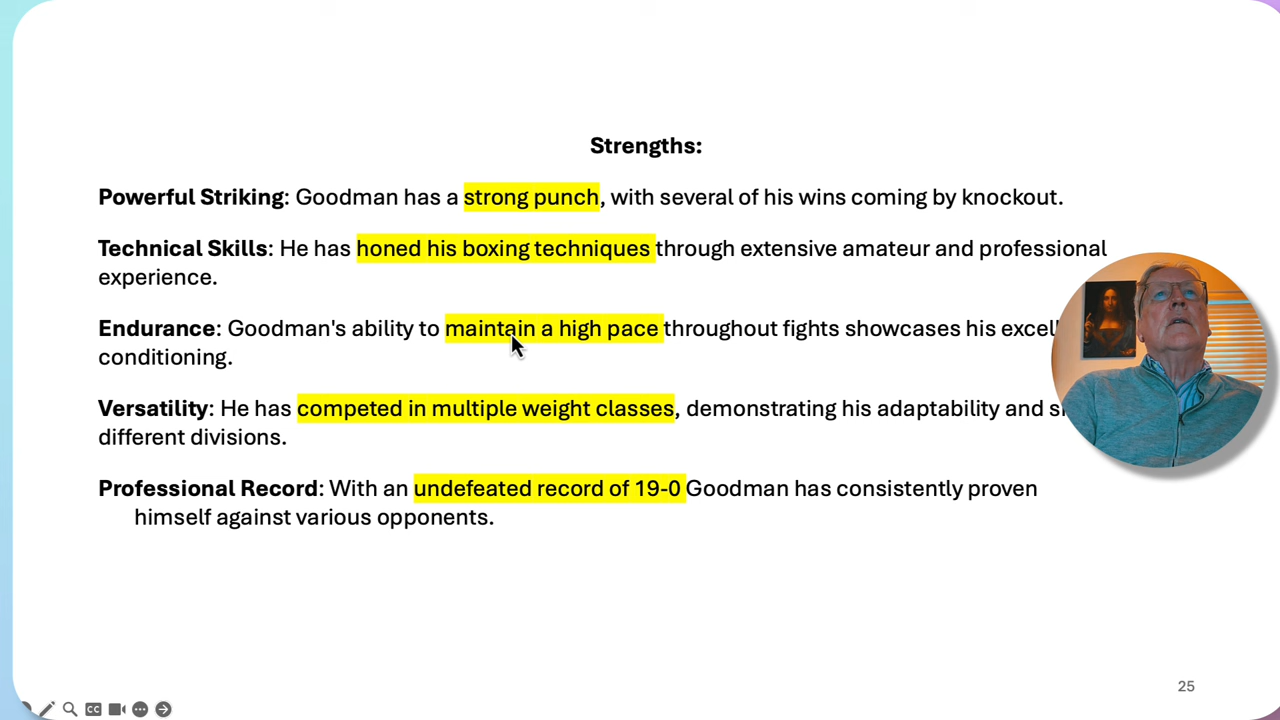 Strengths:
Powerful Striking: Goodman has a strong punch, with several of his wins coming by knockout.
Technical Skills: He has honed his boxing techniques through extensive amateur and professional
experience.
Endurance: Goodman's ability to maintain a high pace throughout fights showcases his
conditioning.
Versatility: He has competed in multiple weight classes, demonstrating his adaptability and
different divisions.
Professional Record: With an undefeated record of 19-0 Goodman has consistently proven
himself against various opponents.
25
CC